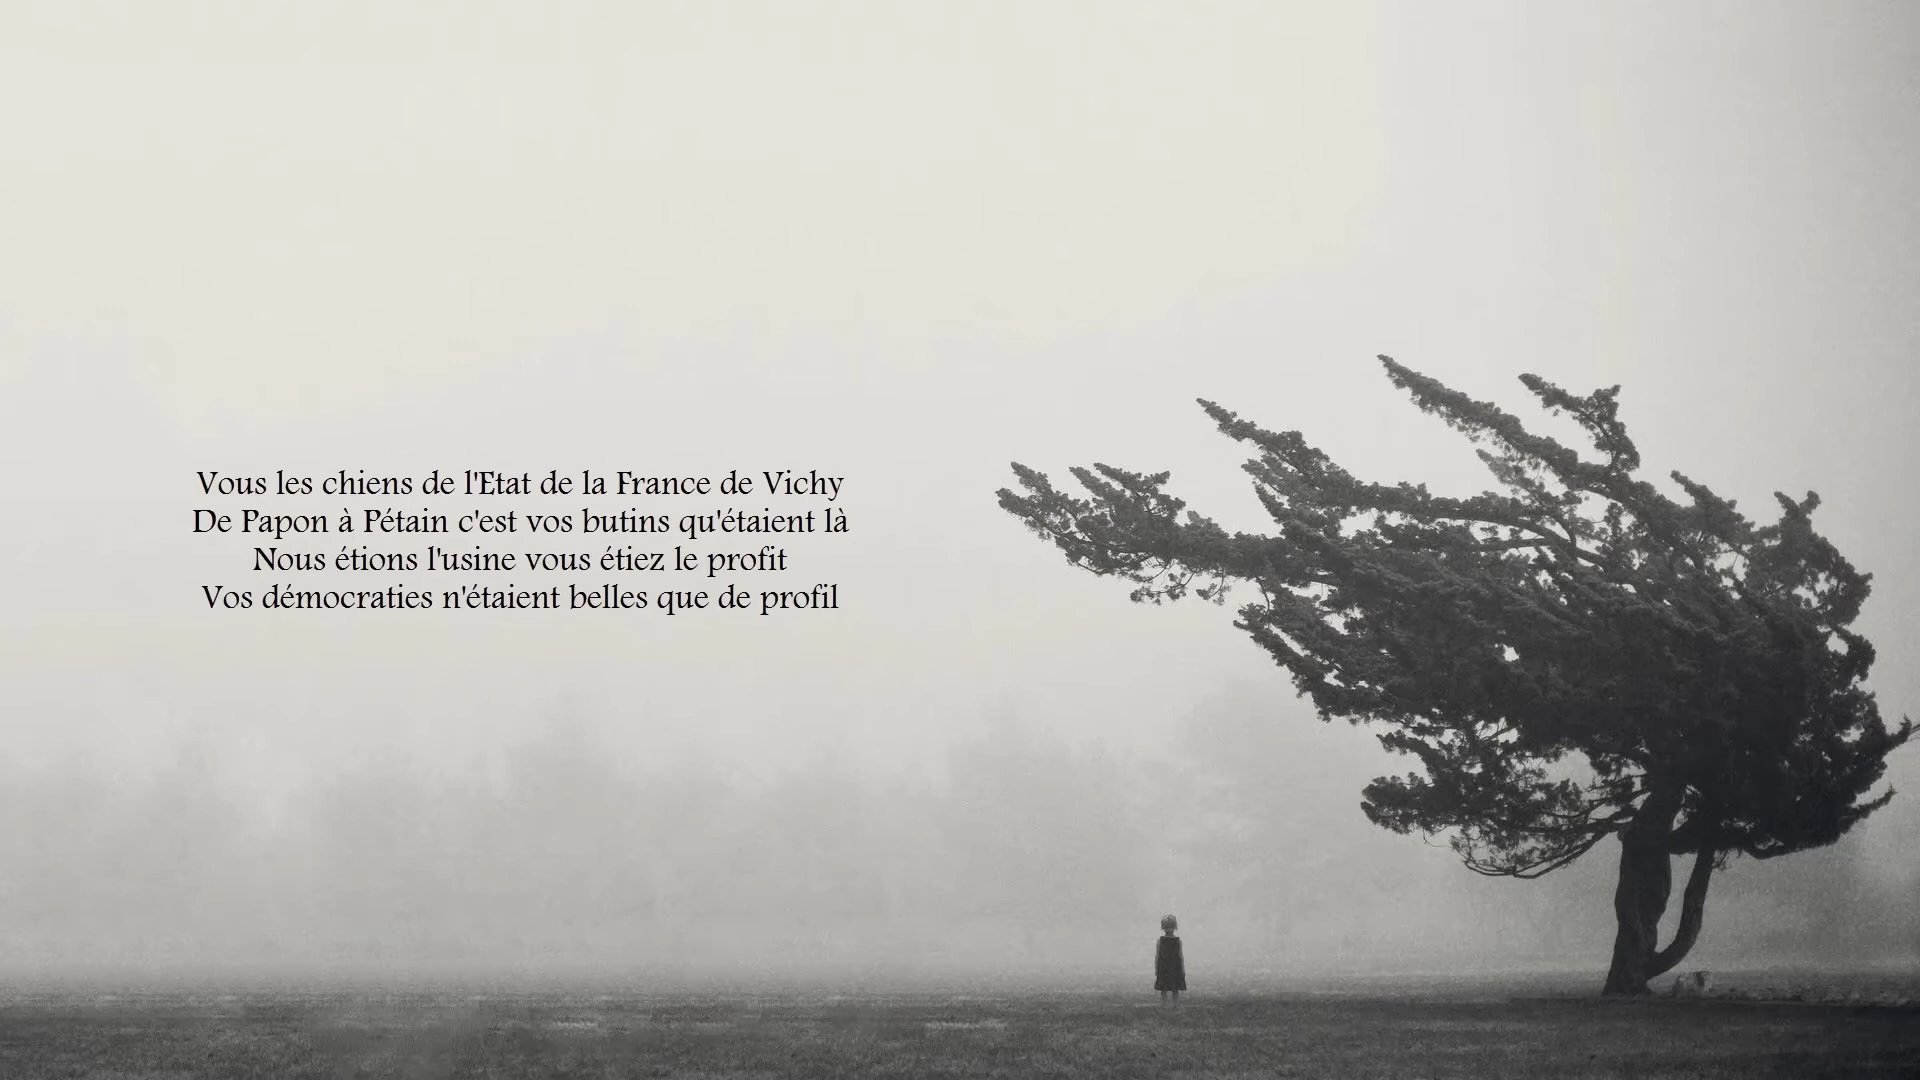 Vous les chiens de l'Etat de la France de Vichy
De Papon à Pétain c'est vos butins qu'étaient là
Nous étions l'usine vous étiez le profit
Vos démocraties n'étaient belles que de profil